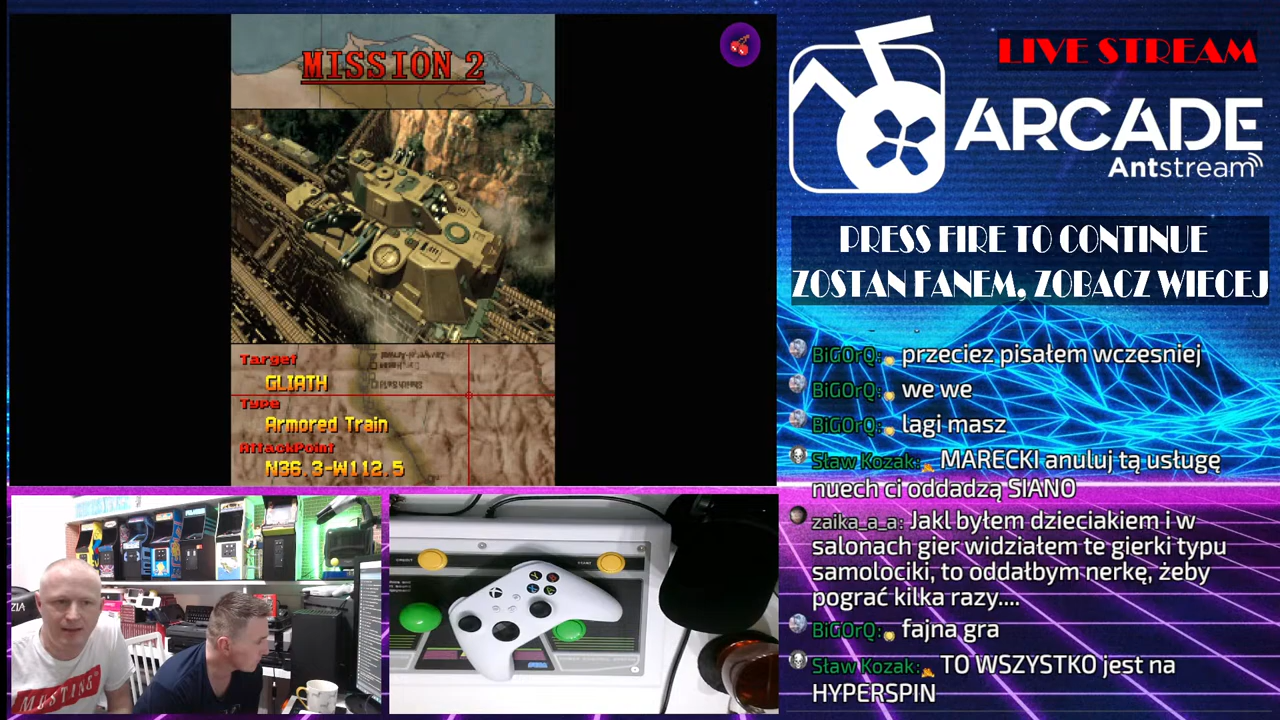 MISSION 2
Target
GLIATH
Type
Armored Train
AttackPoint
N36.3-W112.5
LIVE STREAM
ARCADE
Antstream
PRESS FIRE TO CONTINUE
ZOSTAN FANEM, ZOBACZ WIECEJ
BiGOrQ: przeciez pisałem wczesniej
BiGOrQ: we we
BiGOrQ: lagi masz
Sław Kozak: MARECKI anuluj tą usługę
nuech ci oddadzą SIANO
zaika_a_a: Jakl byłem dzieciakiem i w
salonach gier widziałem te gierki typu
samolociki, to oddałbym nerkę, żeby
pograć kilka razy....
BiGOrQ: fajna gra
Sław Kozak: TO WSZYSTKO jest na
HYPERSPIN
MUSTANG
SEGA